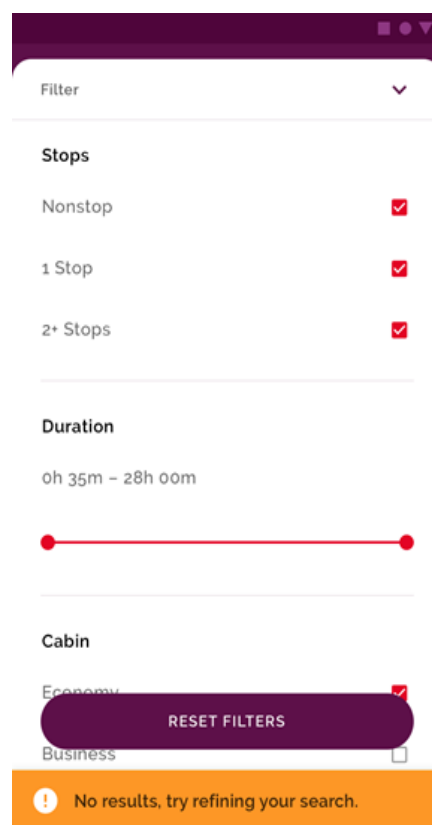 Filter
Stops
Nonstop
1 Stop
2+ Stops
Duration
0h 35m – 28h 00m
Cabin
Economy
RESET FILTERS
Business
No results, try refining your search.